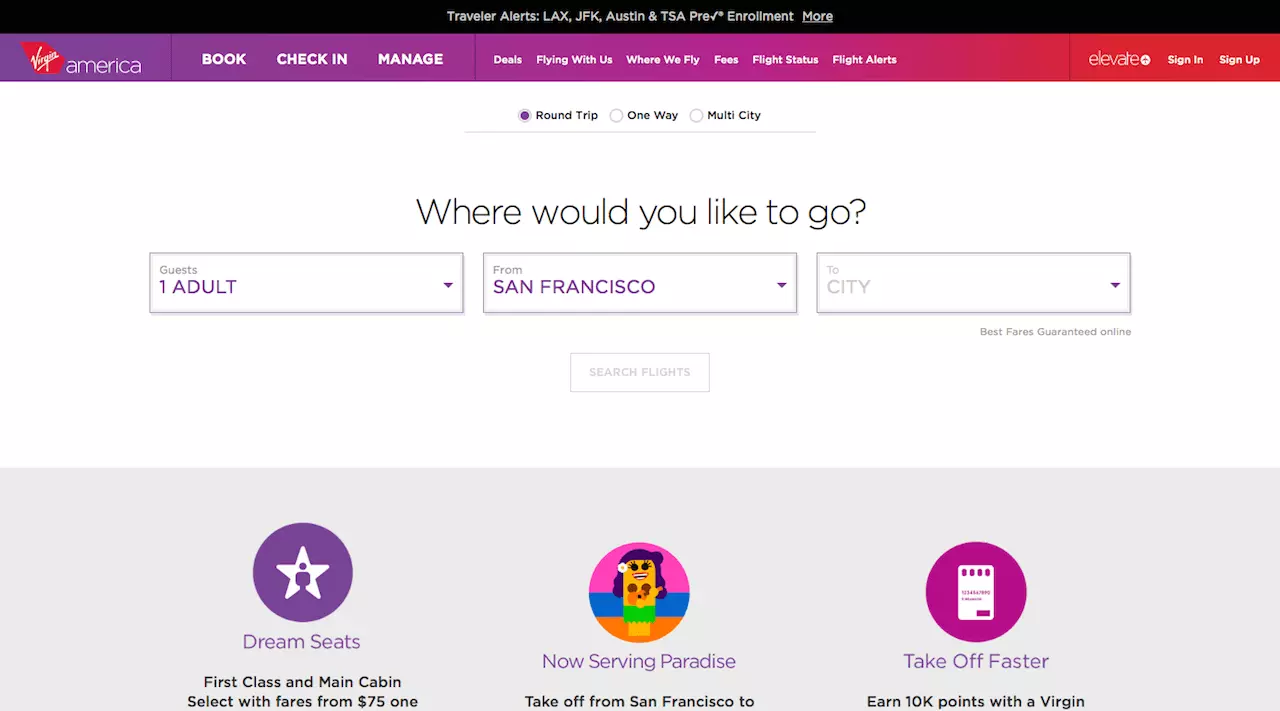 Traveler Alerts: LAX, JFK, Austin & TSA Pre✓® Enrollment More
Virgin america
BOOK CHECK IN MANAGE Deals Flying With Us Where We Fly Fees Flight Status Flight Alerts elevate Sign In Sign Up
Round Trip One Way Multi City
Where would you like to go?
Guests
1 ADULT
From
SAN FRANCISCO
To
CITY
Best Fares Guaranteed online
SEARCH FLIGHTS
Dream Seats
First Class and Main Cabin
Select with fares from $75 one
Now Serving Paradise
Take off from San Francisco to
1234567890
Take Off Faster
Earn 10K points with a Virgin